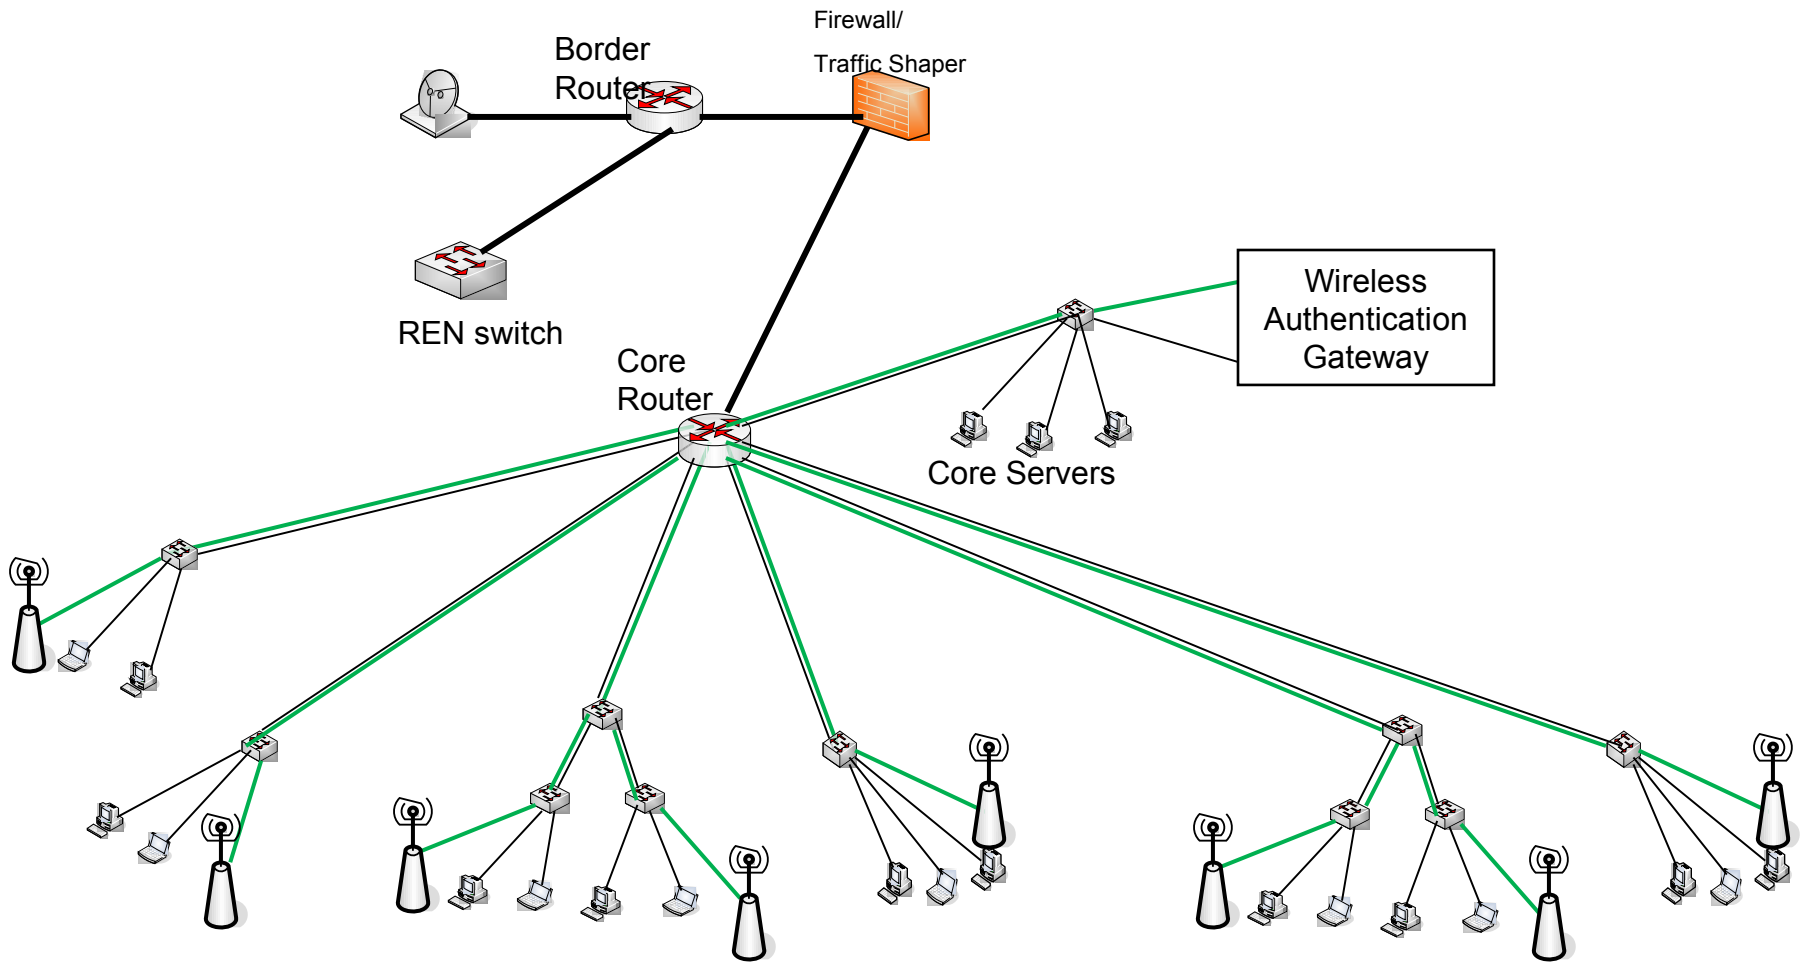 Firewall/
Traffic Shaper
Border
Router
REN switch
Wireless
Authentication
Gateway
Core
Router
Core Servers